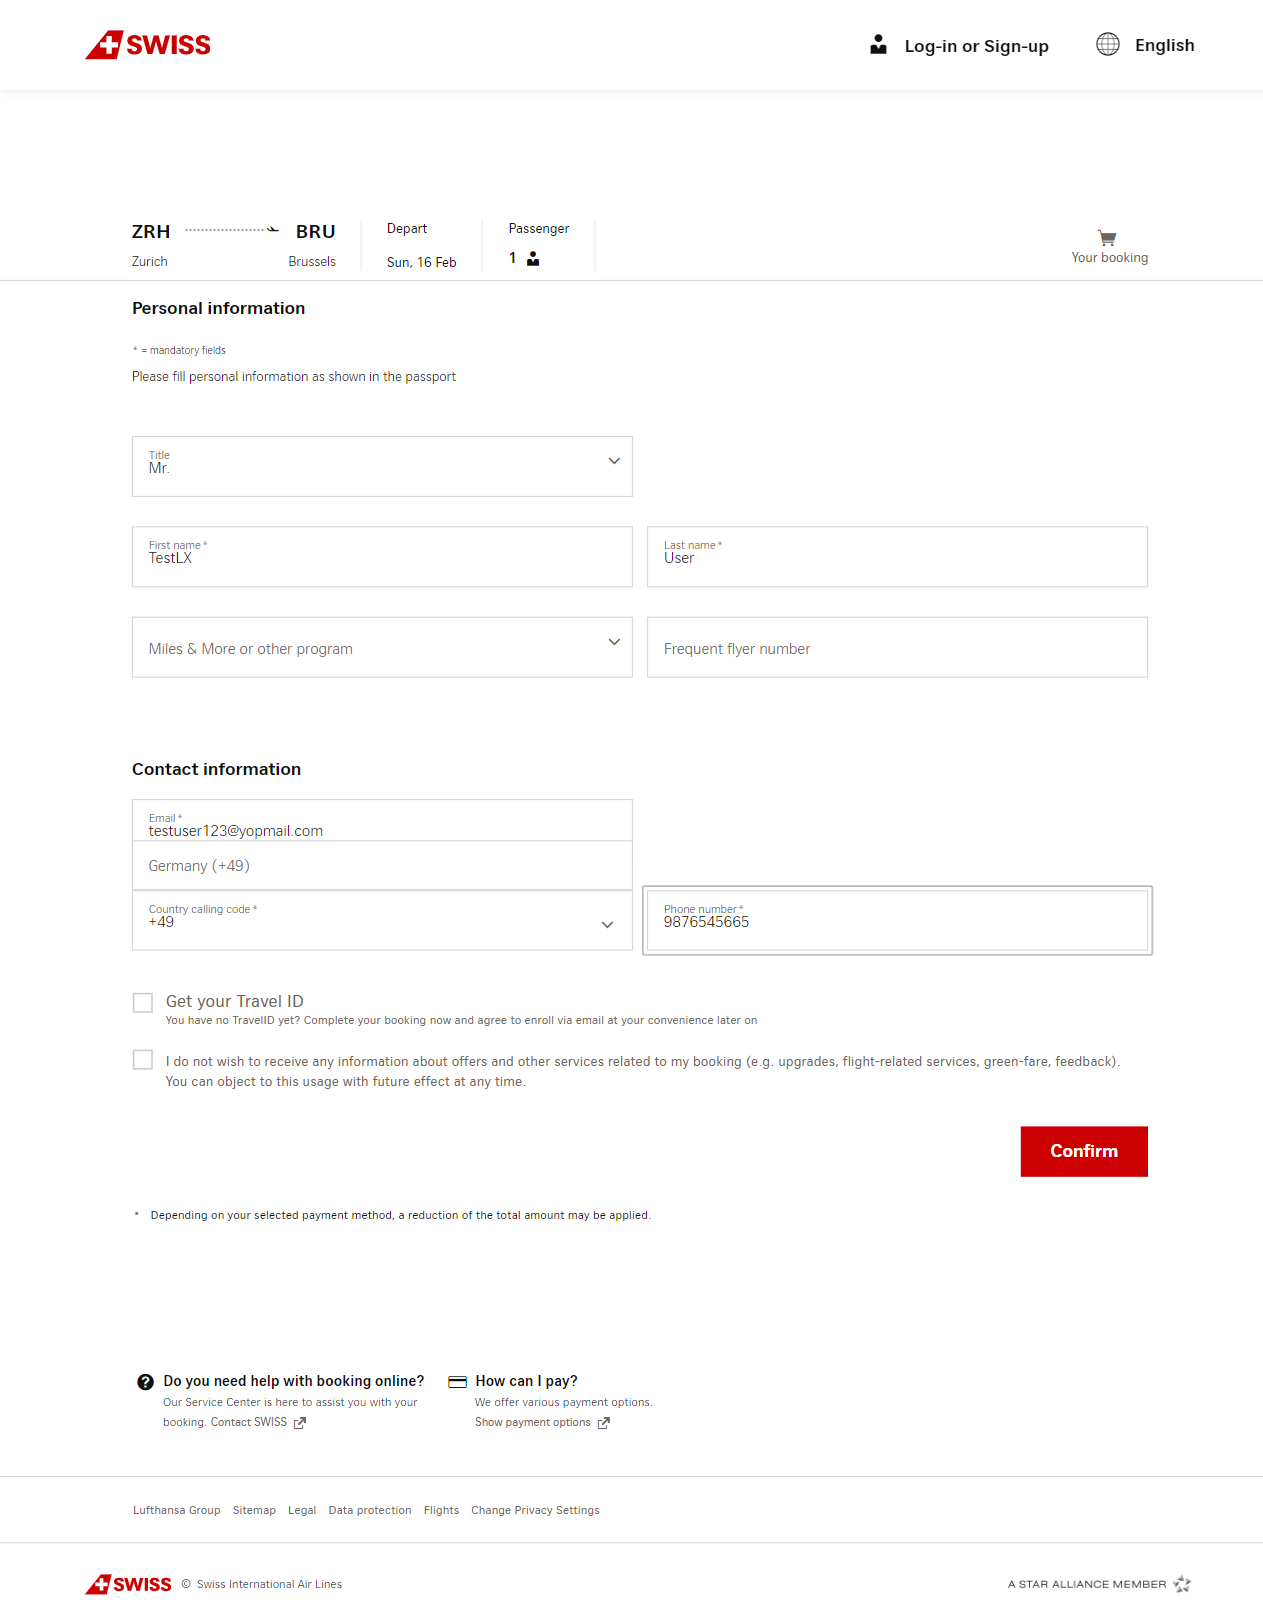 SWISS
Log-in or Sign-up
English
ZRH BRU
Zurich Brussels
Depart
Sun, 16 Feb
Passenger
1
Your booking
Personal information
* = mandatory fields
Please fill personal information as shown in the passport
Title
Mr.
First name *
TestLX
Last name *
User
Miles & More or other program
Frequent flyer number
Contact information
Email *
testuser123@yopmail.com
Germany (+49)
Country calling code *
+49
Phone number *
9876545665
Get your Travel ID
You have no TravelID yet? Complete your booking now and agree to enroll via email at your convenience later on
I do not wish to receive any information about offers and other services related to my booking (e.g. upgrades, flight-related services, green-fare, feedback).
You can object to this usage with future effect at any time.
Confirm
* Depending on your selected payment method, a reduction of the total amount may be applied.
Do you need help with booking online?
Our Service Center is here to assist you with your
booking. Contact SWISS
How can I pay?
We offer various payment options.
Show payment options
Lufthansa Group Sitemap Legal Data protection Flights Change Privacy Settings
SWISS © Swiss International Air Lines
A STAR ALLIANCE MEMBER